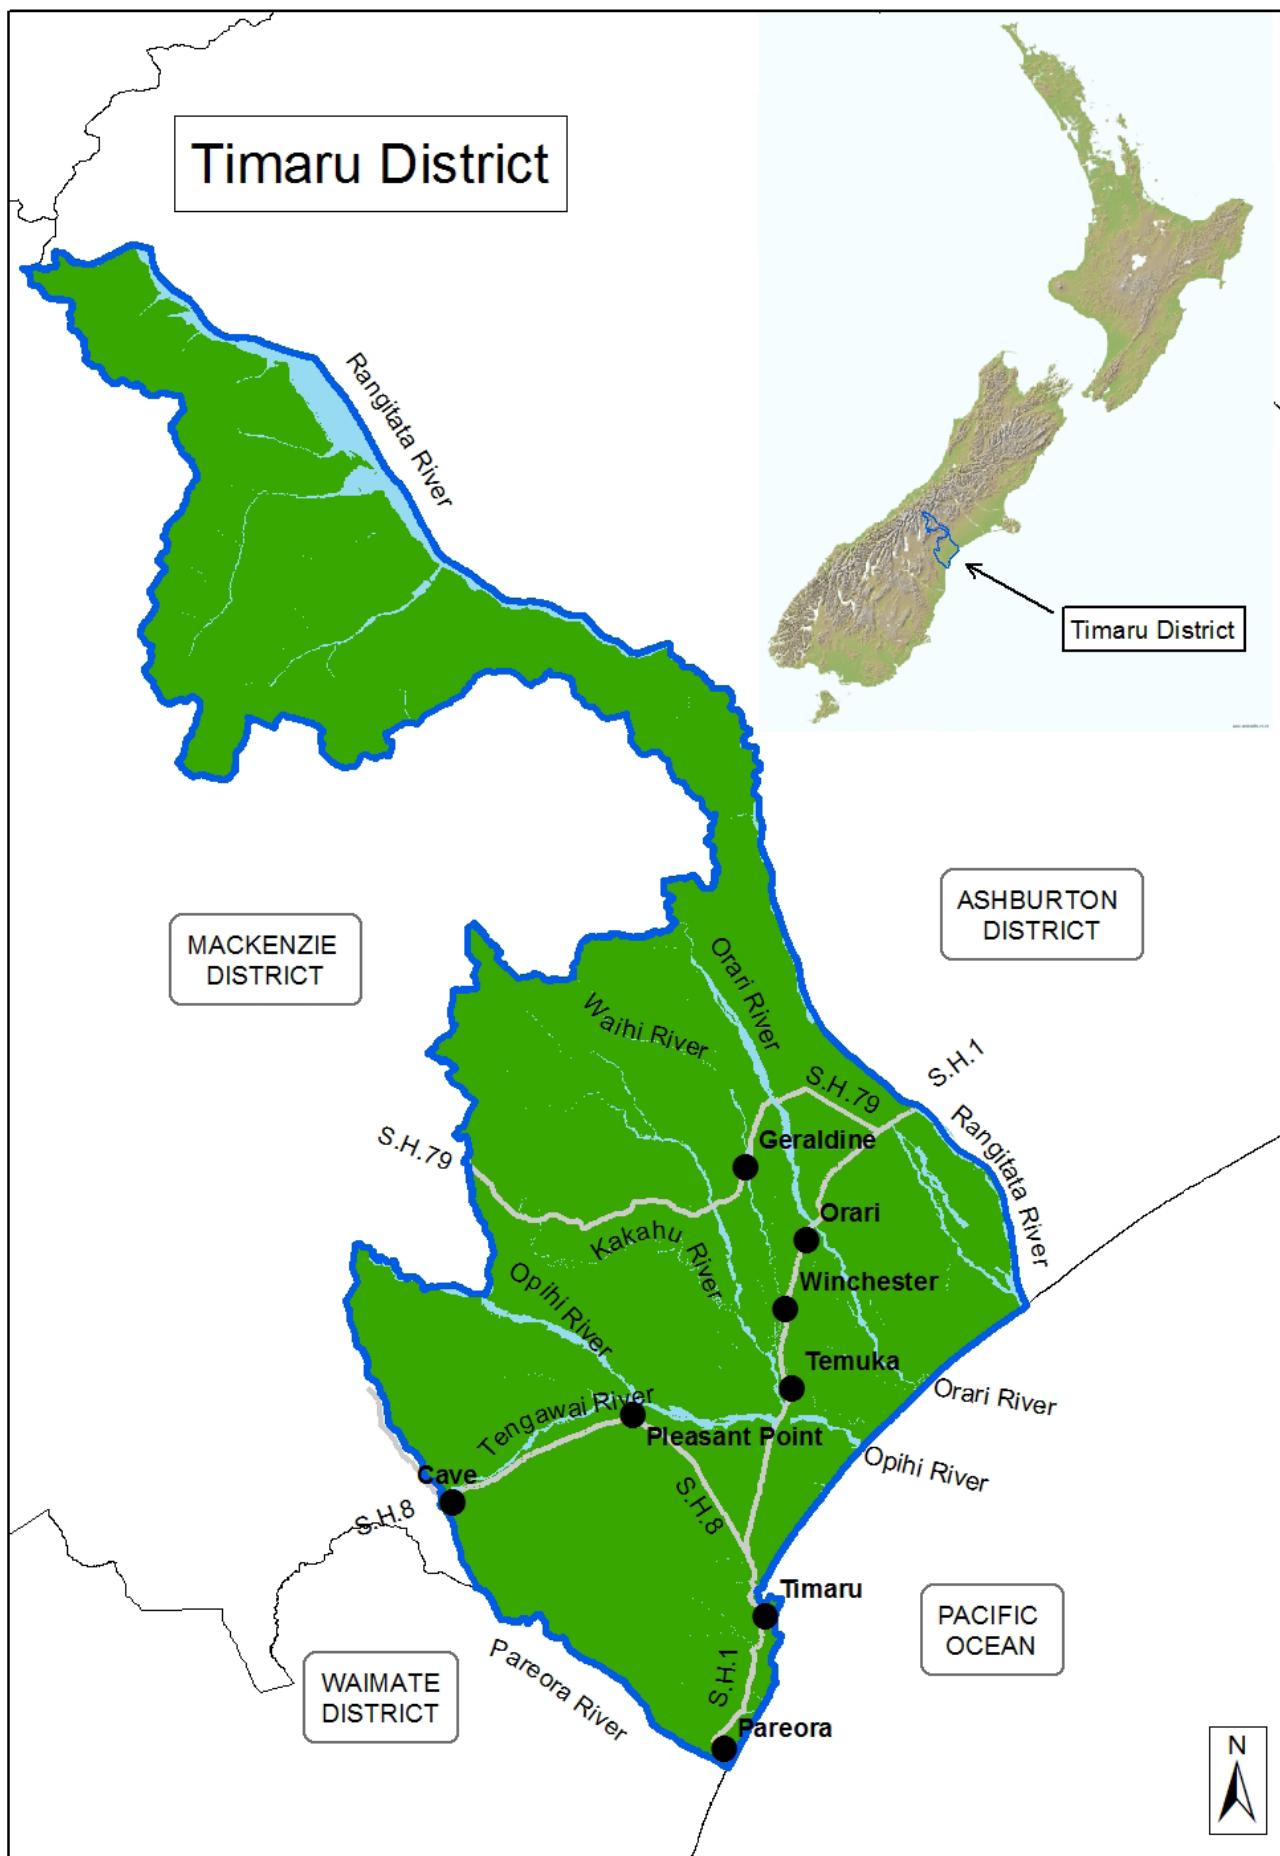 Timaru District
Rangitata River
Timaru District
ASHBURTON
DISTRICT
MACKENZIE
DISTRICT
Orari River
Waihi River
S.H.1
S.H.79
Rangitata River
S.H.79
Geraldine
Orari
Kakahu River
Opihi River
Winchester
Temuka
Orari River
Tengawai River
Pleasant Point
Opihi River
Cave
S.H.8
S.H.8
Timaru
PACIFIC
OCEAN
S.H.1
Pareora River
WAIMATE
DISTRICT
Pareora
N